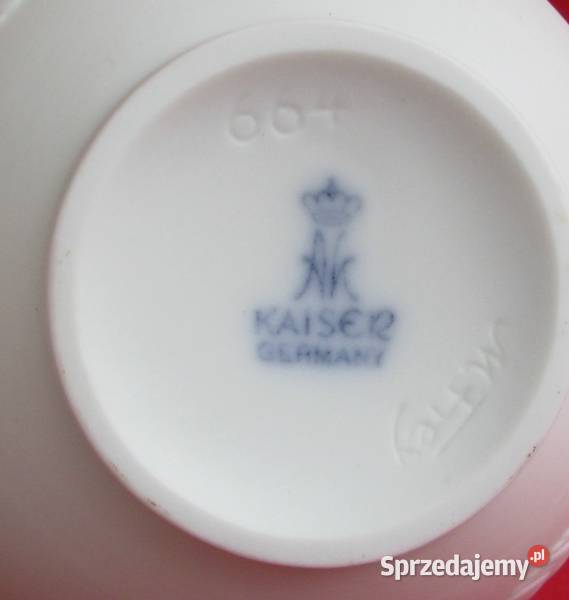 664
AK
KAISER
GERMANY
Sprzedajemy.pl